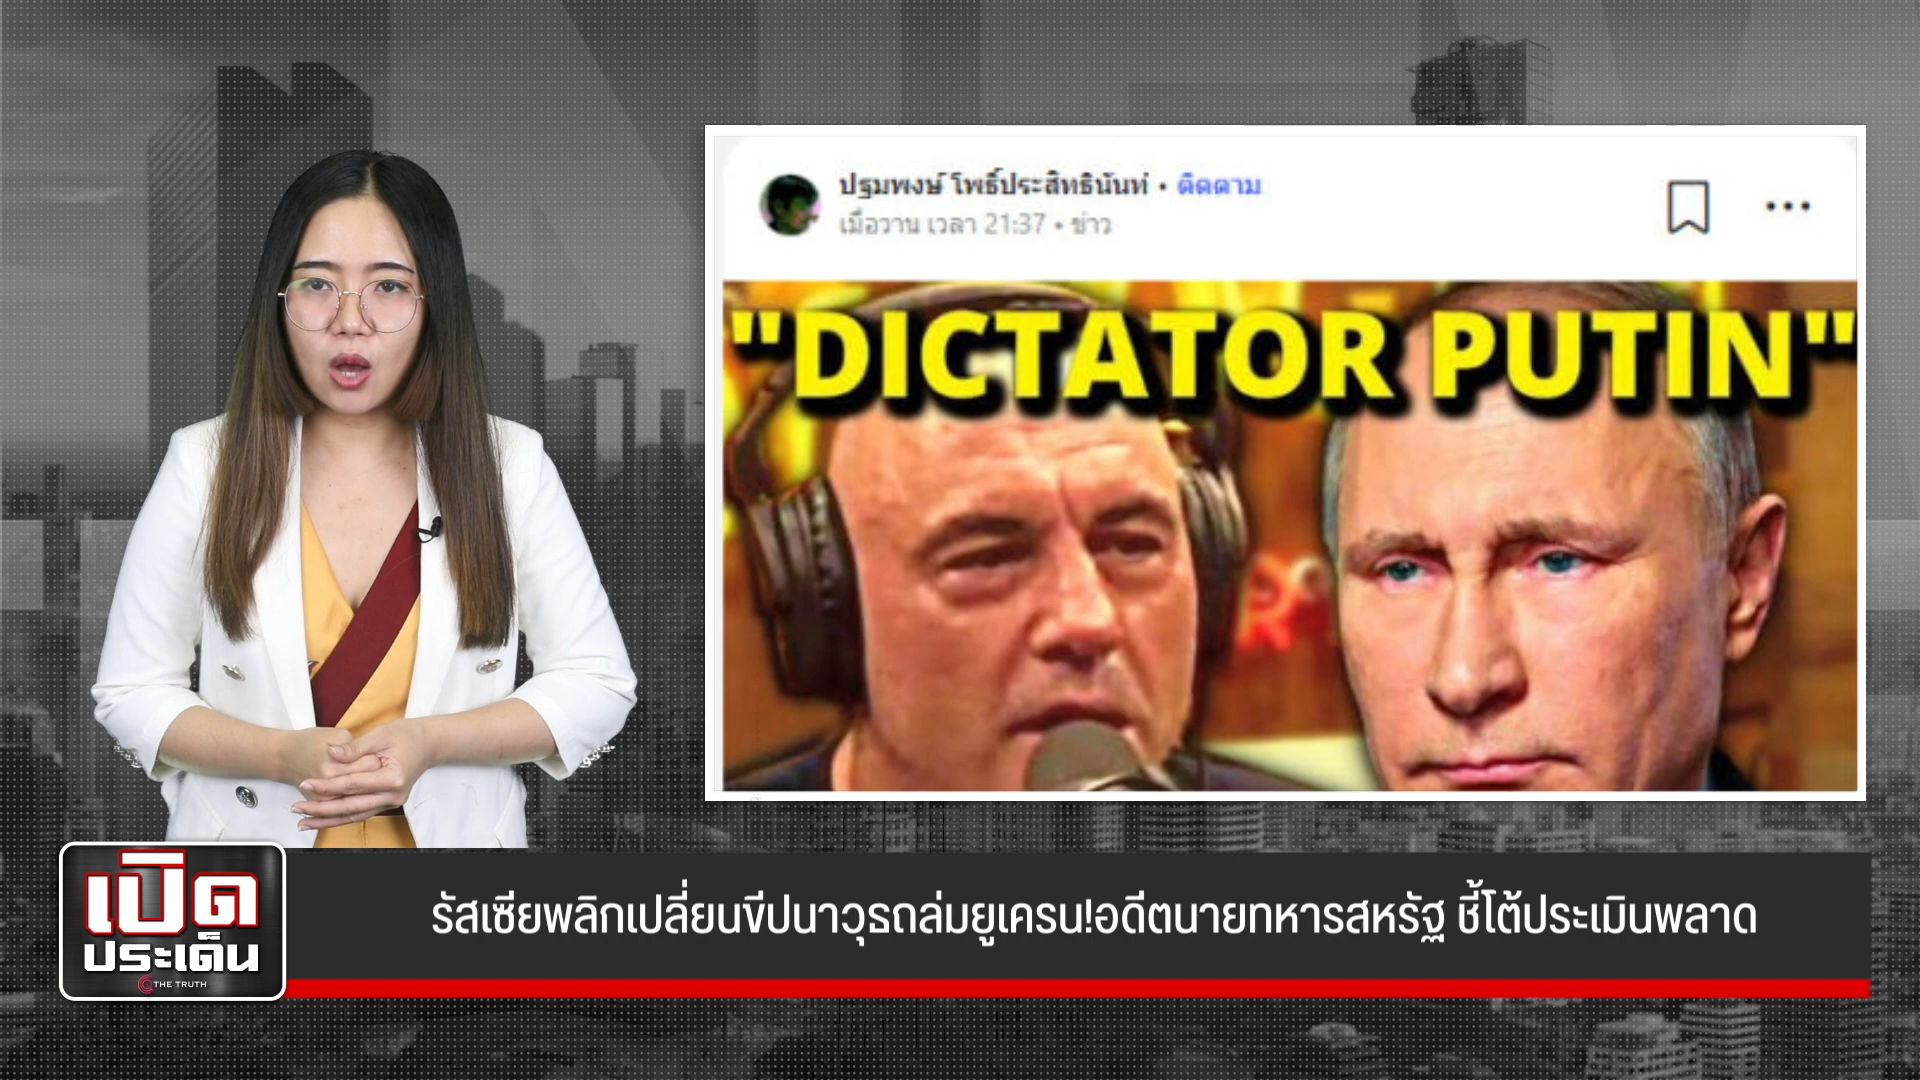 ปฐมพงษ์ โพธิ์ประสิทธินันท์ • ติดตาม
เมื่อวาน เวลา 21:37 • ข่าว
"DICTATOR PUTIN"
เปิด
ประเด็น
THE TRUTH
รัสเซียพลิกเปลี่ยนขีปนาวุธถล่มยูเครน!อดีตนายทหารสหรัฐ ชี้โต้ประเมินพลาด